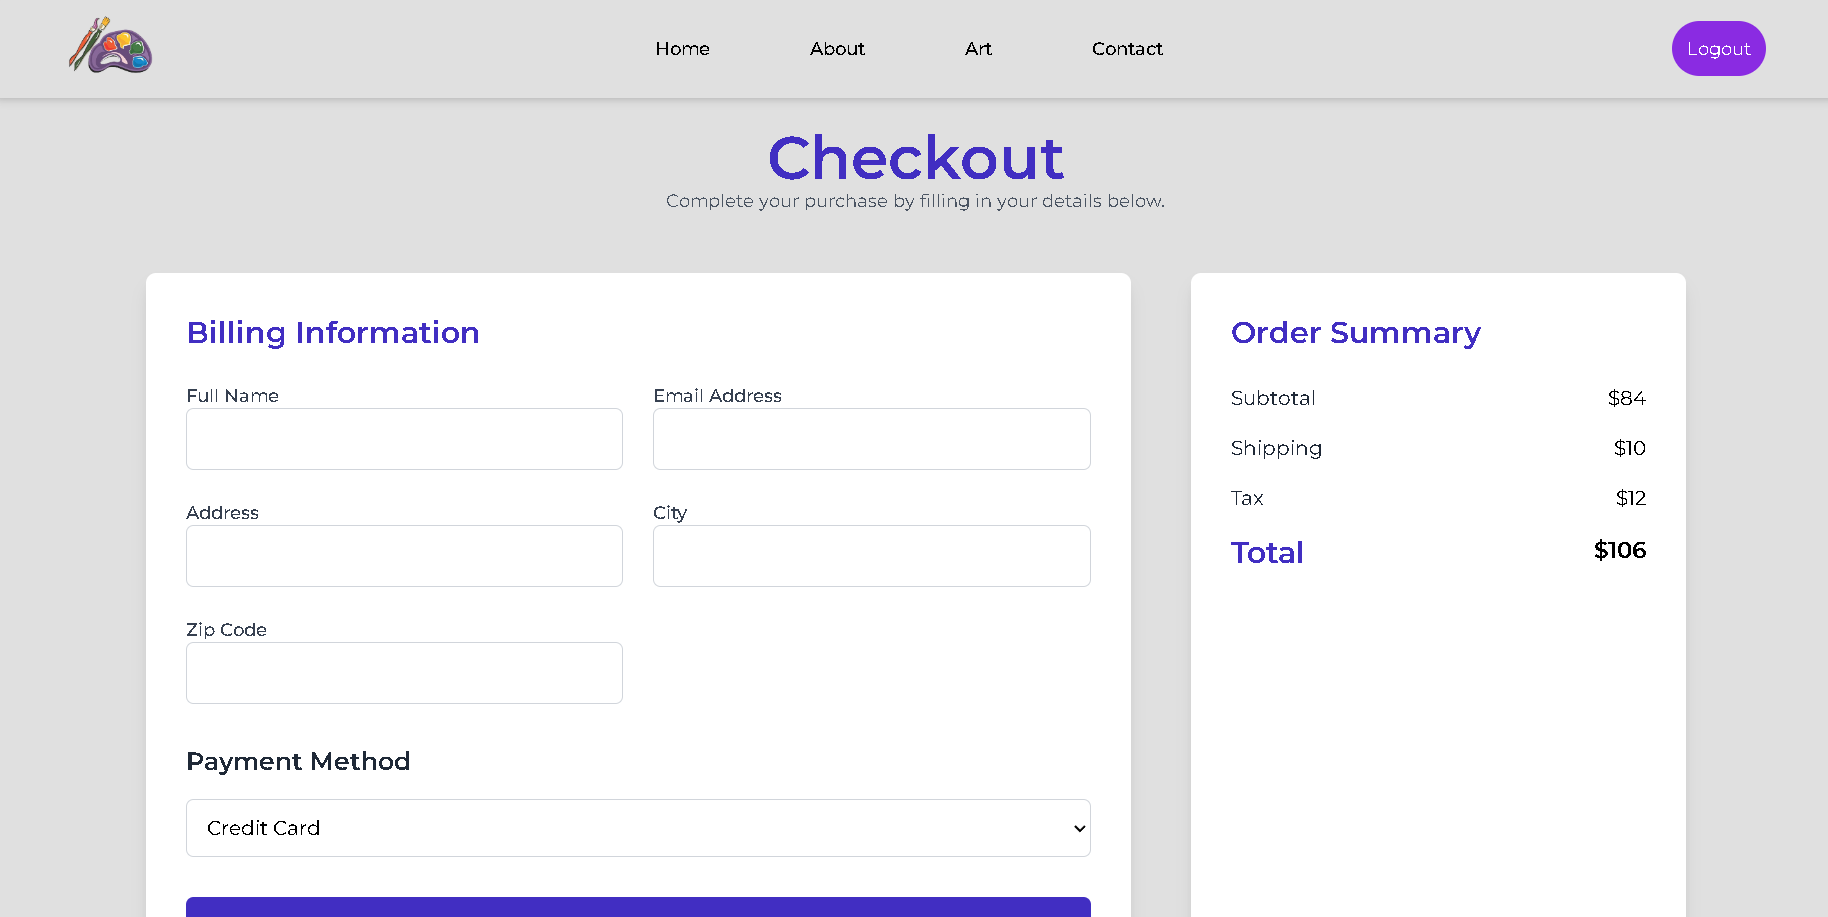 Home About Art Contact Logout
Checkout
Complete your purchase by filling in your details below.
Billing Information
Full Name Email Address
Address City
Zip Code
Payment Method
Credit Card
Order Summary
Subtotal $84
Shipping $10
Tax $12
Total $106